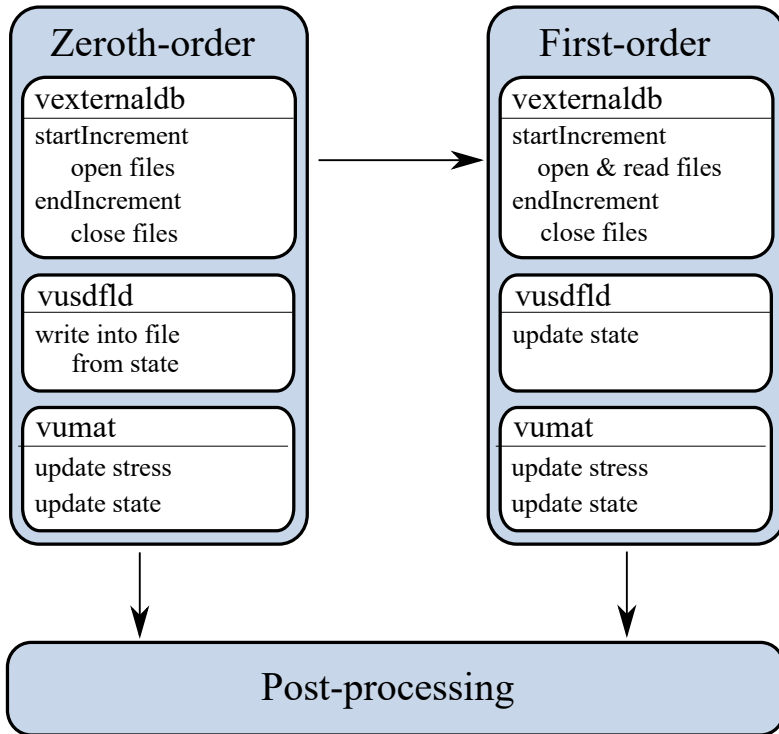 Zeroth-order
vexternaldb
startIncrement
open files
endIncrement
close files
vusdfld
write into file
from state
vumat
update stress
update state
First-order
vexternaldb
startIncrement
open & read files
endIncrement
close files
vusdfld
update state
vumat
update stress
update state
Post-processing